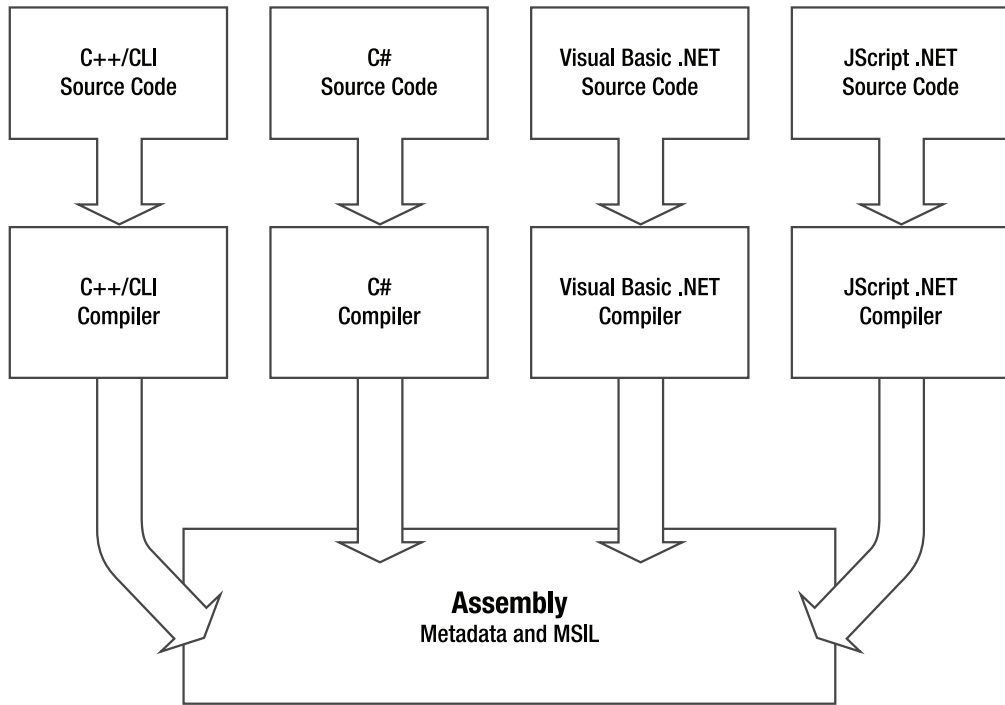 C++/CLI
Source Code
C#
Source Code
Visual Basic .NET
Source Code
JScript .NET
Source Code
C++/CLI
Compiler
C#
Compiler
Visual Basic .NET
Compiler
JScript .NET
Compiler
Assembly
Metadata and MSIL